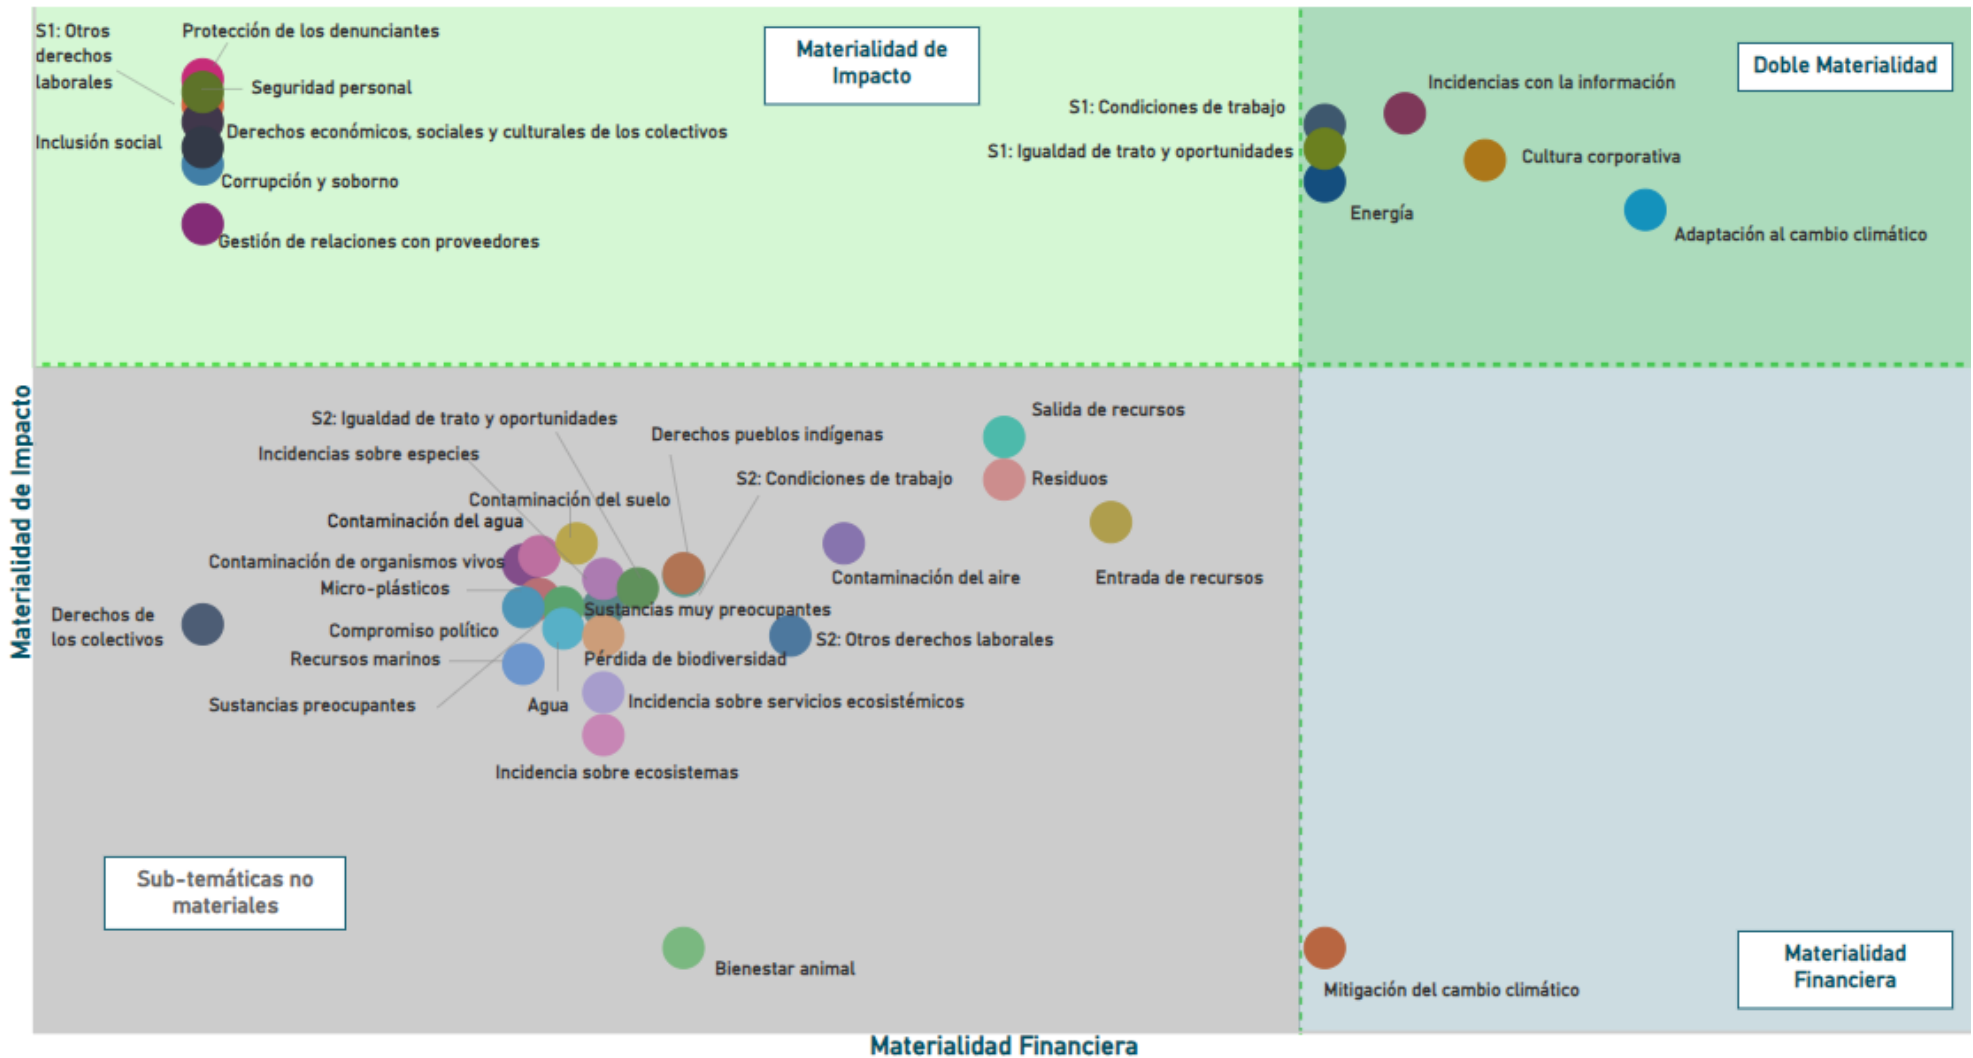 S1: Otros
derechos
laborales
Protección de los denunciantes
Seguridad personal
Inclusión social
Derechos económicos, sociales y culturales de los colectivos
Corrupción y soborno
Gestión de relaciones con proveedores
Materialidad de
Impacto
S1: Condiciones de trabajo
S1: Igualdad de trato y oportunidades
Doble Materialidad
Incidencias con la información
Cultura corporativa
Energía
Adaptación al cambio climático
Materialidad de Impacto
S2: Igualdad de trato y oportunidades
Incidencias sobre especies
Derechos pueblos indígenas
S2: Condiciones de trabajo
Salida de recursos
Residuos
Contaminación del suelo
Contaminación del agua
Contaminación de organismos vivos
Micro-plásticos
Contaminación del aire
Entrada de recursos
Derechos de
los colectivos
Sustancias muy preocupantes
Compromiso político
S2: Otros derechos laborales
Recursos marinos
Pérdida de biodiversidad
Sustancias preocupantes
Agua
Incidencia sobre servicios ecosistémicos
Incidencia sobre ecosistemas
Sub-temáticas no
materiales
Bienestar animal
Materialidad
Financiera
Mitigación del cambio climático
Materialidad Financiera